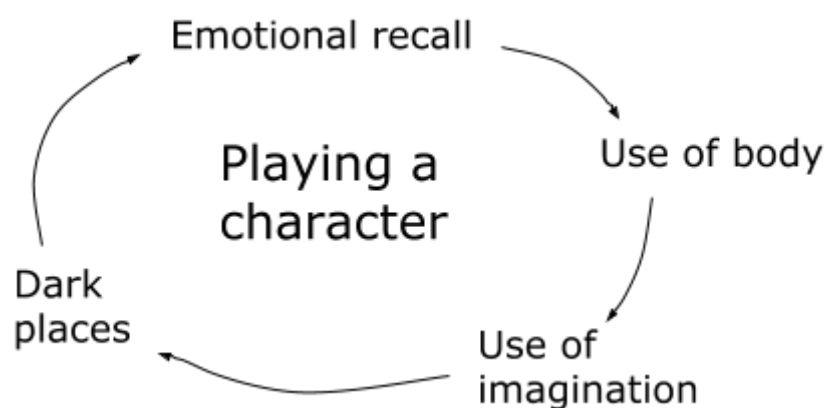 Emotional recall
Use of body
Playing a
character
Dark
places
Use of
imagination